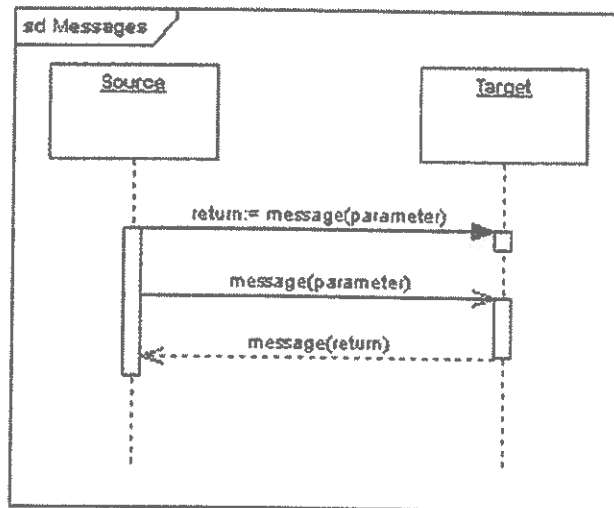 sd Messages
Source
Target
return:= message(parameter)
message(parameter)
message(return)